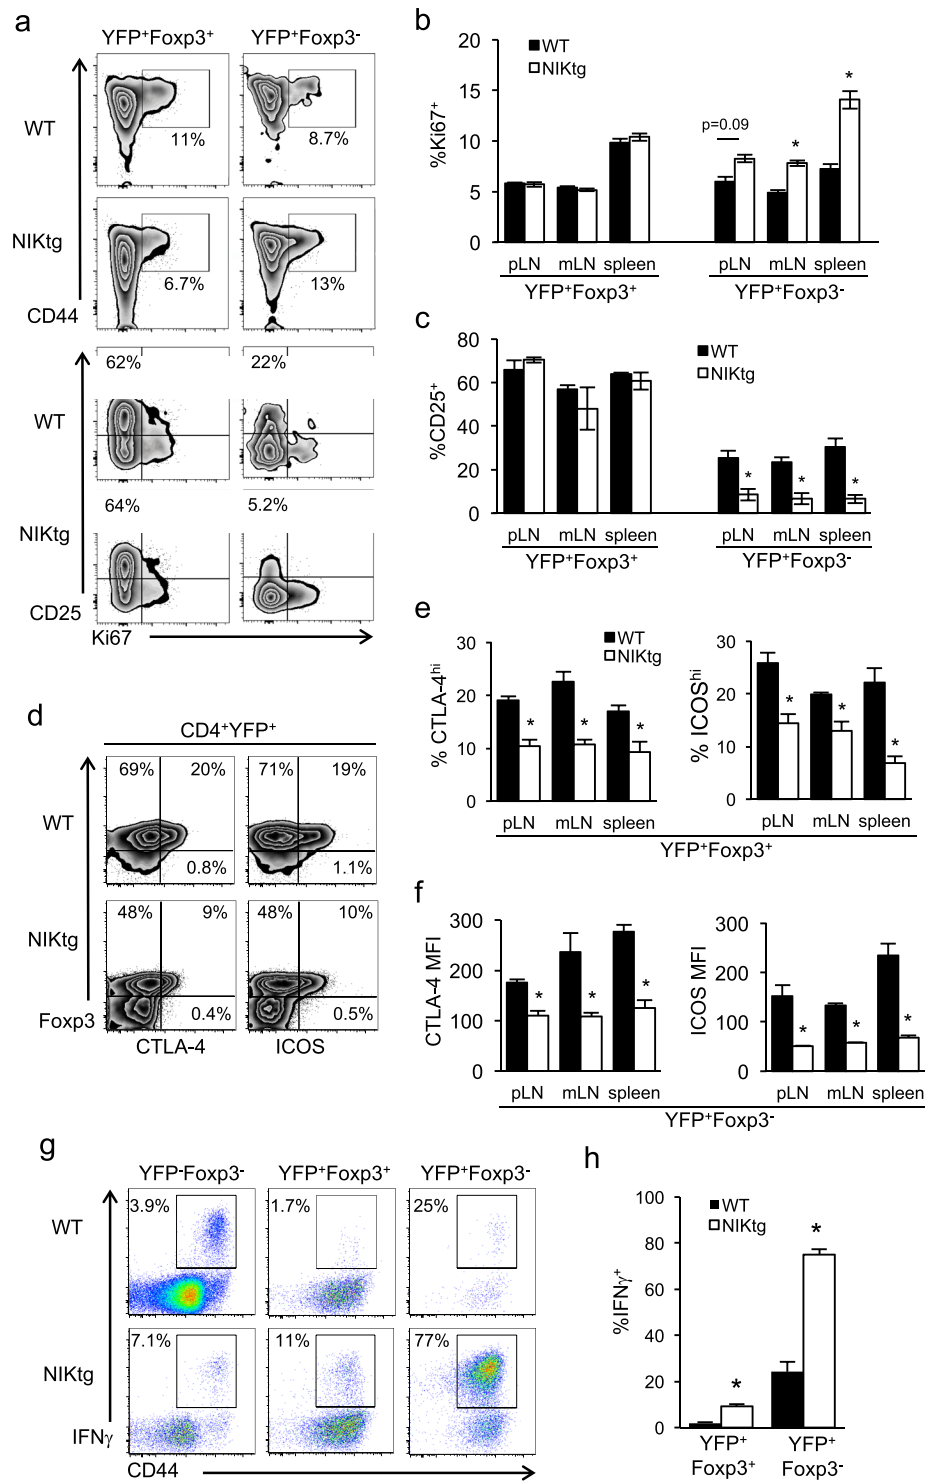 a
YFP⁺Foxp3⁺ YFP⁺Foxp3⁻
WT
11% 8.7%
NIKtg
6.7% 13%
CD44
62% 22%
WT
64% 5.2%
NIKtg
CD25
Ki67
b
20
15
10
5
0
%Ki67⁺
WT
NIKtg
p=0.09
*
*
pLN mLN spleen pLN mLN spleen
YFP⁺Foxp3⁺ YFP⁺Foxp3⁻
c
80
60
40
20
0
%CD25⁺
WT
NIKtg
* * *
pLN mLN spleen pLN mLN spleen
YFP⁺Foxp3⁺ YFP⁺Foxp3⁻
d
CD4⁺YFP⁺
69% 20% 71% 19%
WT
0.8% 1.1%
48% 9% 48% 10%
NIKtg
0.4% 0.5%
Foxp3
CTLA-4 ICOS
e
30
20
10
0
% CTLA-4ʰⁱ
WT
NIKtg
* * *
pLN mLN spleen
30
20
10
0
% ICOSʰⁱ
* * *
pLN mLN spleen
YFP⁺Foxp3⁺
f
300
200
100
0
CTLA-4 MFI
* * *
pLN mLN spleen
300
200
100
0
ICOS MFI
* * *
pLN mLN spleen
YFP⁺Foxp3⁻
g
YFP⁻Foxp3⁻ YFP⁺Foxp3⁺ YFP⁺Foxp3⁻
3.9% 1.7% 25%
WT
7.1% 11% 77%
NIKtg
IFNγ
CD44
h
100
80
60
40
20
0
%IFNγ⁺
WT
NIKtg
*
*
YFP⁺ YFP⁺
Foxp3⁺ Foxp3⁻